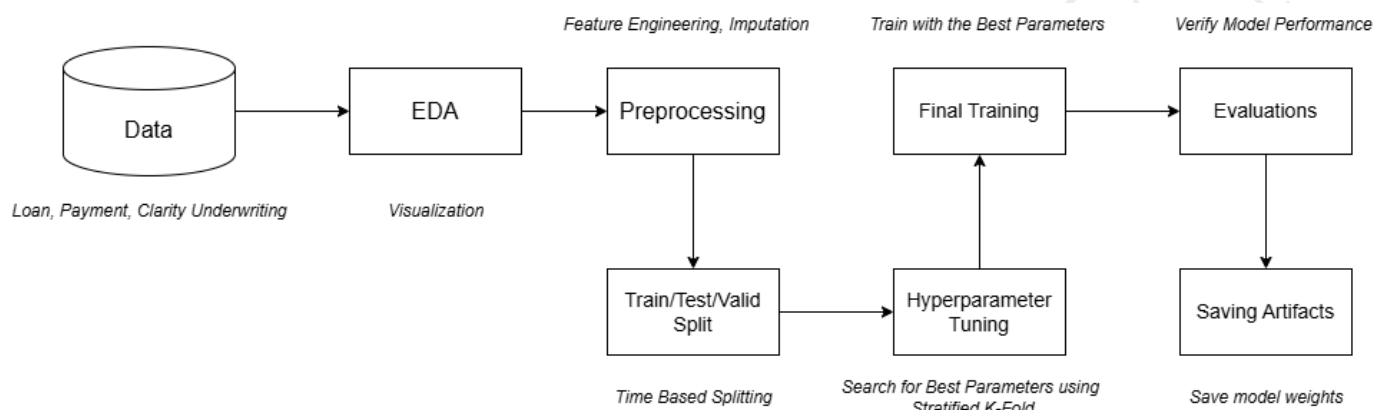 Feature Engineering, Imputation
Train with the Best Parameters
Verify Model Performance
Data
EDA
Preprocessing
Final Training
Evaluations
Loan, Payment, Clarity Underwriting
Visualization
Train/Test/Valid
Split
Hyperparameter
Tuning
Saving Artifacts
Time Based Splitting
Search for Best Parameters using
Stratified K-Fold
Save model weights